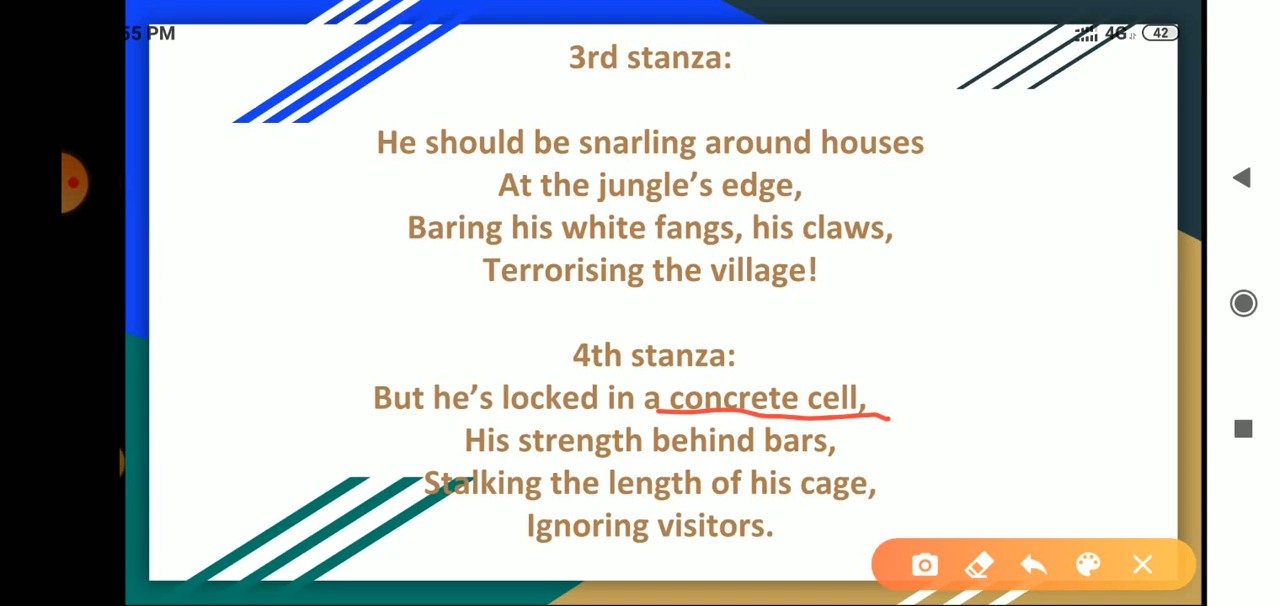 55 PM
4G
42
3rd stanza:
He should be snarling around houses
At the jungle’s edge,
Baring his white fangs, his claws,
Terrorising the village!
4th stanza:
But he’s locked in a concrete cell,
His strength behind bars,
Stalking the length of his cage,
Ignoring visitors.